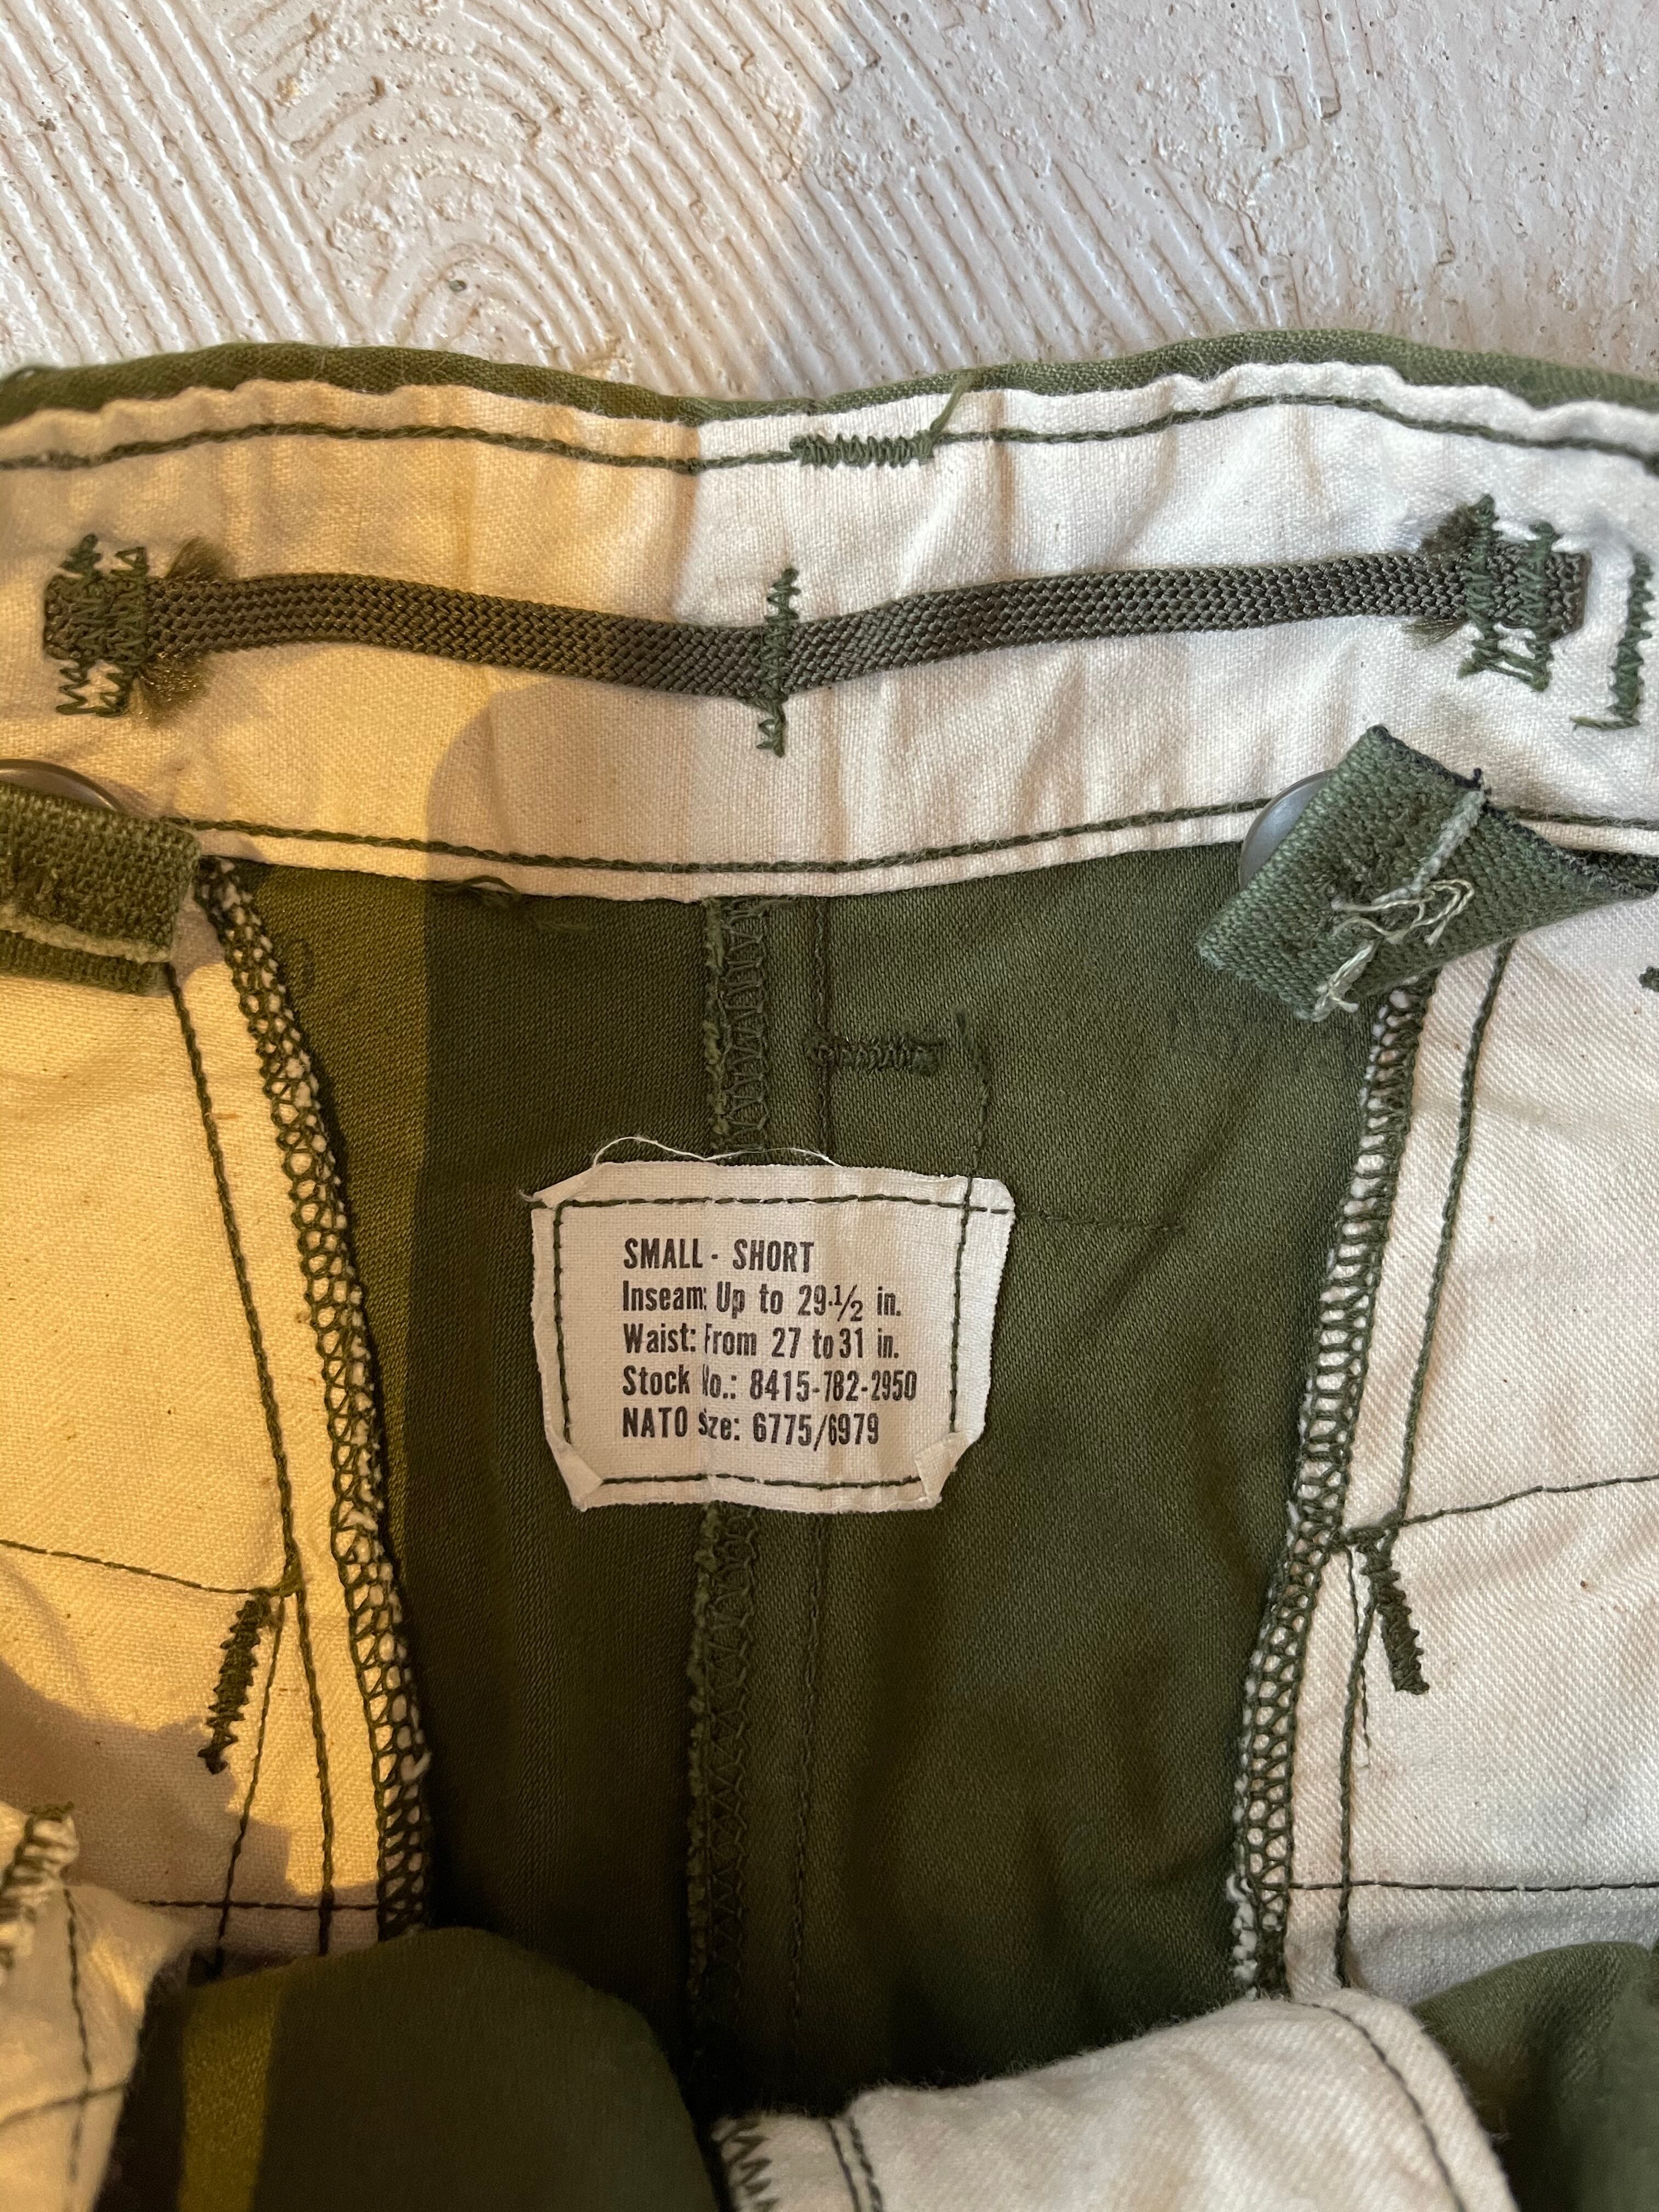 SMALL - SHORT
Inseam: Up to 29-1/2 in.
Waist: From 27 to 31 in.
Stock No.: 8415-782-2950
NATO Size: 6775/6979